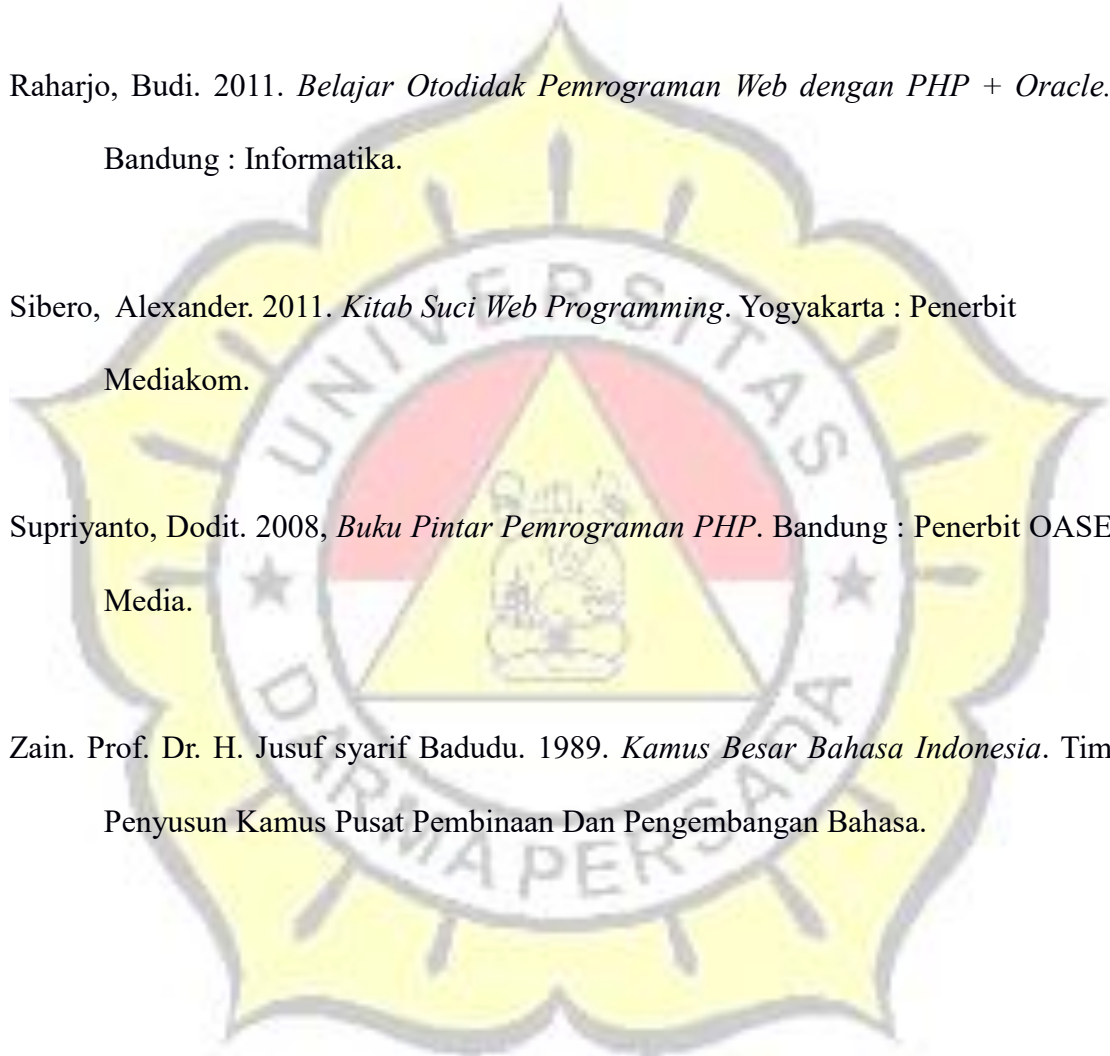 Raharjo, Budi. 2011. Belajar Otodidak Pemrograman Web dengan PHP + Oracle.
Bandung : Informatika.
Sibero, Alexander. 2011. Kitab Suci Web Programming. Yogyakarta : Penerbit
Mediakom.
Supriyanto, Dodit. 2008, Buku Pintar Pemrograman PHP. Bandung : Penerbit OASE
Media.
Zain. Prof. Dr. H. Jusuf syarif Badudu. 1989. Kamus Besar Bahasa Indonesia. Tim
Penyusun Kamus Pusat Pembinaan Dan Pengembangan Bahasa.
UNIVERSITAS
DARMA PERSADA